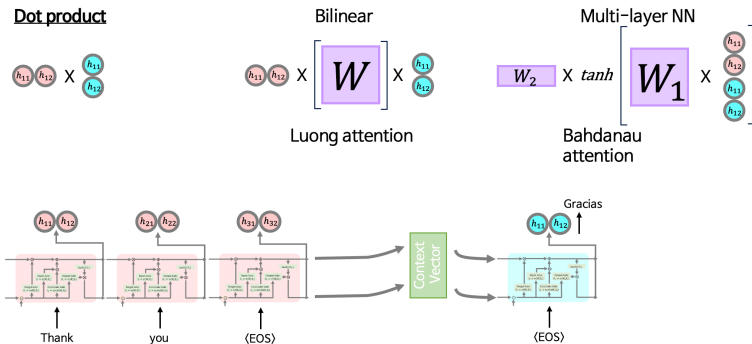 Dot product
Bilinear
Multi-layer NN
h₁₁ h₁₂ X h₁₁ h₁₂
h₁₁ h₁₂ X [W] X h₁₁ h₁₂
W₂ X tanh [W₁ X h₁₁ h₁₂ h₁₁ h₁₂]
Luong attention
Bahdanau
attention
h₁₁ h₁₂
h₂₁ h₂₂
h₃₁ h₃₂
h₁₁ h₁₂
Gracias
Context
Vector
Thank
you
⟨EOS⟩
⟨EOS⟩